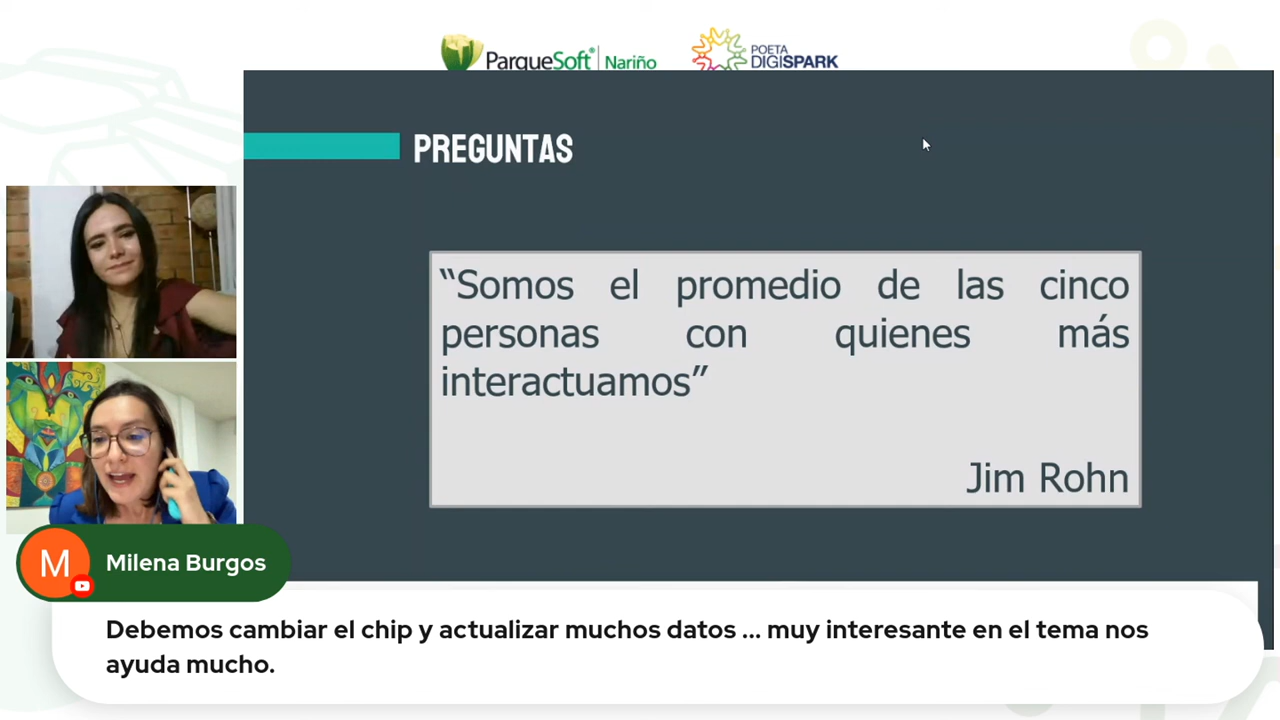 ParqueSoft | Nariño
POETA
DIGISPARK
PREGUNTAS
“Somos el promedio de las cinco
personas con quienes más
interactuamos”
Jim Rohn
M
Milena Burgos
Debemos cambiar el chip y actualizar muchos datos ... muy interesante en el tema nos
ayuda mucho.